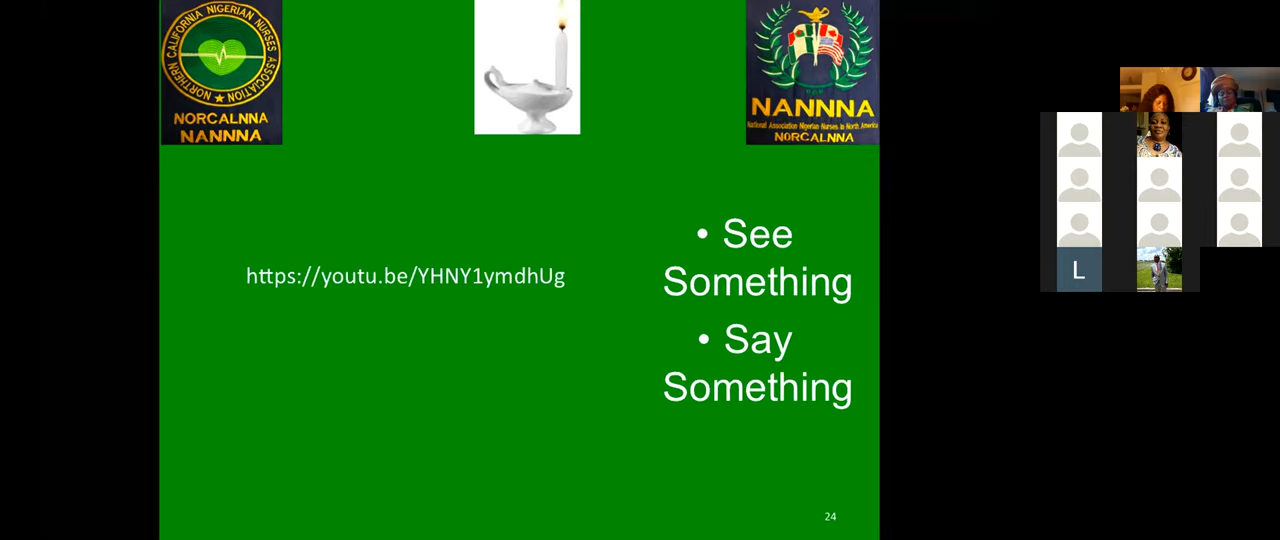 NORTHERN CALIFORNIA NIGERIAN NURSES ASSOCIATION
NORCALNNA
NANNNA
NANNNA
National Association Nigerian Nurses in North America
NORCALNNA
https://youtu.be/YHNY1ymdhUg
• See
Something
• Say
Something
L
24